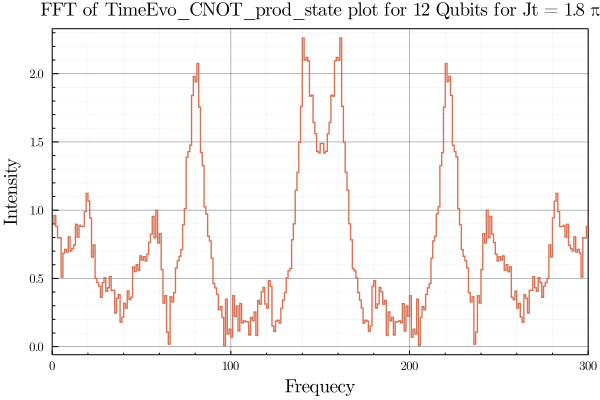 FFT of TimeEvo_CNOT_prod_state plot for 12 Qubits for Jt = 1.8 π
2.0
1.5
1.0
0.5
0.0
Intensity
0 100 200 300
Frequecy